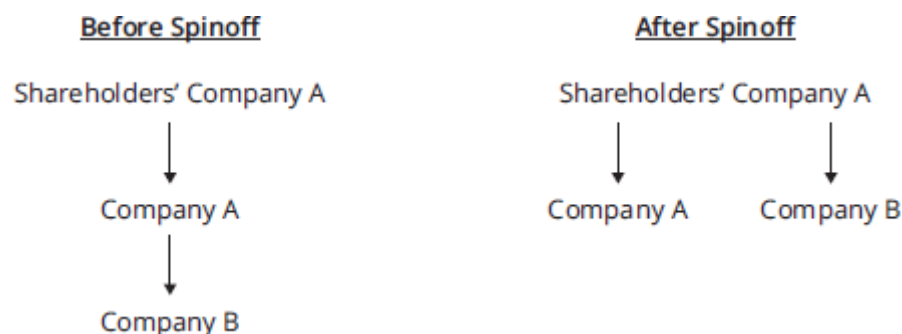 Before Spinoff
After Spinoff
Shareholders' Company A
Shareholders' Company A
Company A
Company A
Company B
Company B